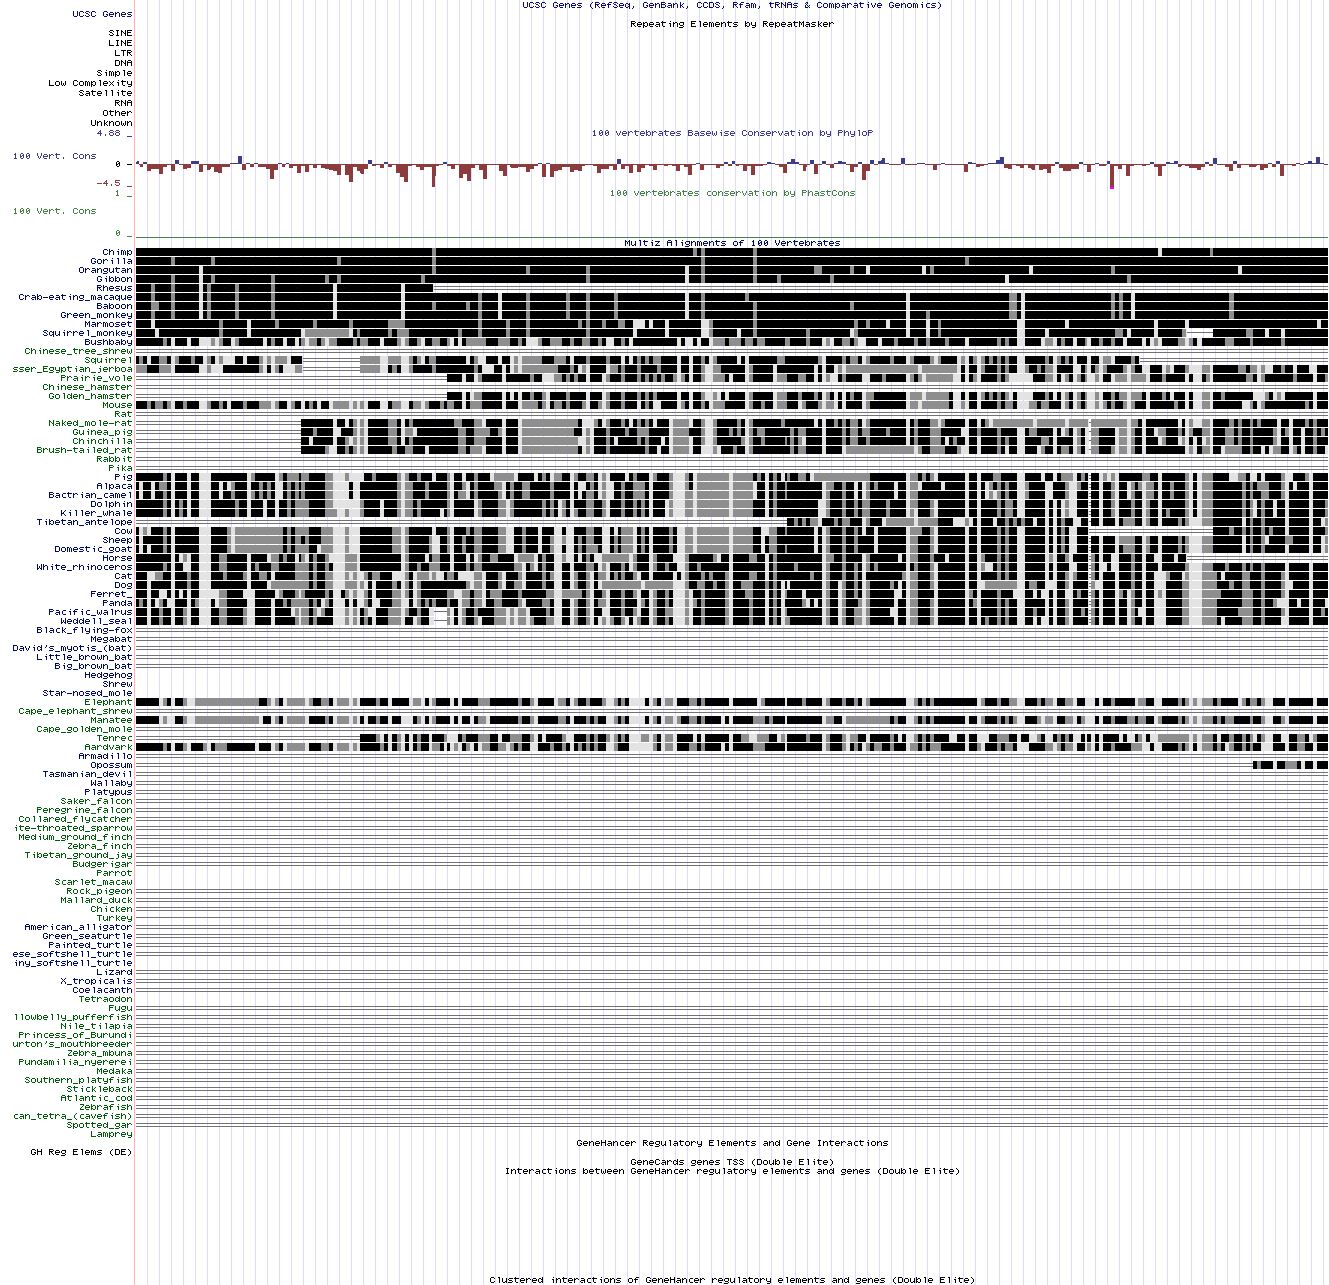 UCSC Genes (RefSeq, GenBank, CCDS, Rfam, tRNAs & Comparative Genomics)
UCSC Genes
Repeating Elements by RepeatMasker
SINE
LINE
LTR
DNA
Simple
Low Complexity
Satellite
RNA
Other
Unknown
4.88 _
100 vertebrates Basewise Conservation by PhyloP
100 Vert. Cons
0 _
-4.5 _
1 _
100 vertebrates conservation by PhastCons
100 Vert. Cons
0 _
Multiz Alignments of 100 Vertebrates
Chimp
Gorilla
Orangutan
Gibbon
Rhesus
Crab-eating_macaque
Baboon
Green_monkey
Marmoset
Squirrel_monkey
Bushbaby
Chinese_tree_shrew
Squirrel
sser_Egyptian_jerboa
Prairie_vole
Chinese_hamster
Golden_hamster
Mouse
Rat
Naked_mole-rat
Guinea_pig
Chinchilla
Brush-tailed_rat
Rabbit
Pika
Pig
Alpaca
Bactrian_camel
Dolphin
Killer_whale
Tibetan_antelope
Cow
Sheep
Domestic_goat
Horse
White_rhinoceros
Cat
Dog
Ferret_
Panda
Pacific_walrus
Weddell_seal
Black_flying-fox
Megabat
David's_myotis_(bat)
Little_brown_bat
Big_brown_bat
Hedgehog
Shrew
Star-nosed_mole
Elephant
Cape_elephant_shrew
Manatee
Cape_golden_mole
Tenrec
Aardvark
Armadillo
Opossum
Tasmanian_devil
Wallaby
Platypus
Saker_falcon
Peregrine_falcon
Collared_flycatcher
ite-throated_sparrow
Medium_ground_finch
Zebra_finch
Tibetan_ground_jay
Budgerigar
Parrot
Scarlet_macaw
Rock_pigeon
Mallard_duck
Chicken
Turkey
American_alligator
Green_seaturtle
Painted_turtle
ese_softshell_turtle
iny_softshell_turtle
Lizard
X_tropicalis
Coelacanth
Tetraodon
Fugu
llowbelly_pufferfish
Nile_tilapia
Princess_of_Burundi
urton's_mouthbreeder
Zebra_mbuna
Pundamilia_nyererei
Medaka
Southern_platyfish
Stickleback
Atlantic_cod
Zebrafish
can_tetra_(cavefish)
Spotted_gar
Lamprey
GeneHancer Regulatory Elements and Gene Interactions
GH Reg Elems (DE)
GeneCards genes TSS (Double Elite)
Interactions between GeneHancer regulatory elements and genes (Double Elite)
Clustered interactions of GeneHancer regulatory elements and genes (Double Elite)